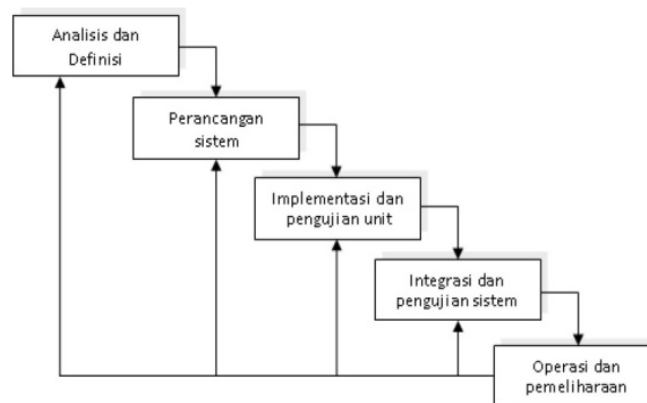 Analisis dan
Definisi
Perancangan
sistem
Implementasi dan
pengujian unit
Integrasi dan
pengujian sistem
Operasi dan
pemeliharaan